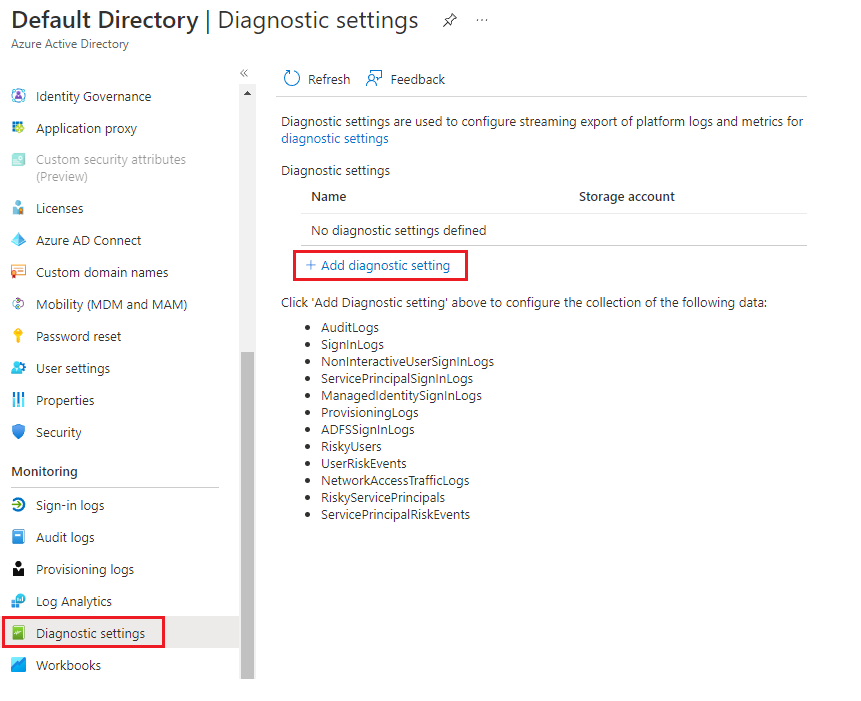 Default Directory | Diagnostic settings
Azure Active Directory
Identity Governance
Application proxy
Custom security attributes
(Preview)
Licenses
Azure AD Connect
Custom domain names
Mobility (MDM and MAM)
Password reset
User settings
Properties
Security
Monitoring
Sign-in logs
Audit logs
Provisioning logs
Log Analytics
Diagnostic settings
Workbooks
Refresh Feedback
Diagnostic settings are used to configure streaming export of platform logs and metrics for
diagnostic settings
Diagnostic settings
Name Storage account
No diagnostic settings defined
+ Add diagnostic setting
Click 'Add Diagnostic setting' above to configure the collection of the following data:
• AuditLogs
• SignInLogs
• NonInteractiveUserSignInLogs
• ServicePrincipalSignInLogs
• ManagedIdentitySignInLogs
• ProvisioningLogs
• ADFSSignInLogs
• RiskyUsers
• UserRiskEvents
• NetworkAccessTrafficLogs
• RiskyServicePrincipals
• ServicePrincipalRiskEvents